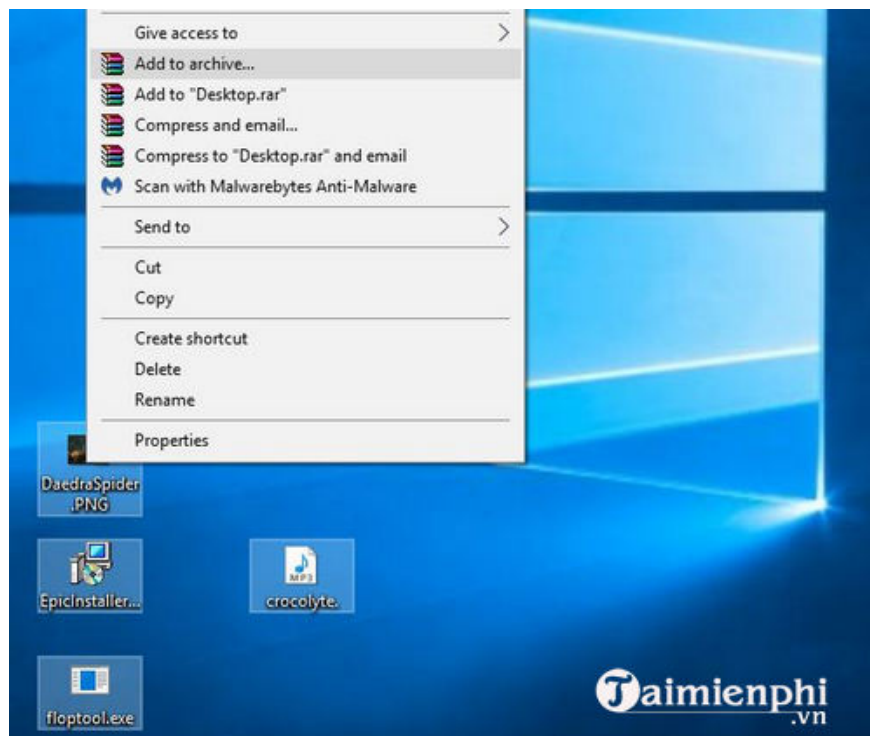 Give access to
Add to archive...
Add to "Desktop.rar"
Compress and email...
Compress to "Desktop.rar" and email
Scan with Malwarebytes Anti-Malware
Send to
Cut
Copy
Create shortcut
Delete
Rename
Properties
DaedraSpider
.PNG
EpicInstaller...
MP3
crocolyte.
floptool.exe
Taimienphi
.vn